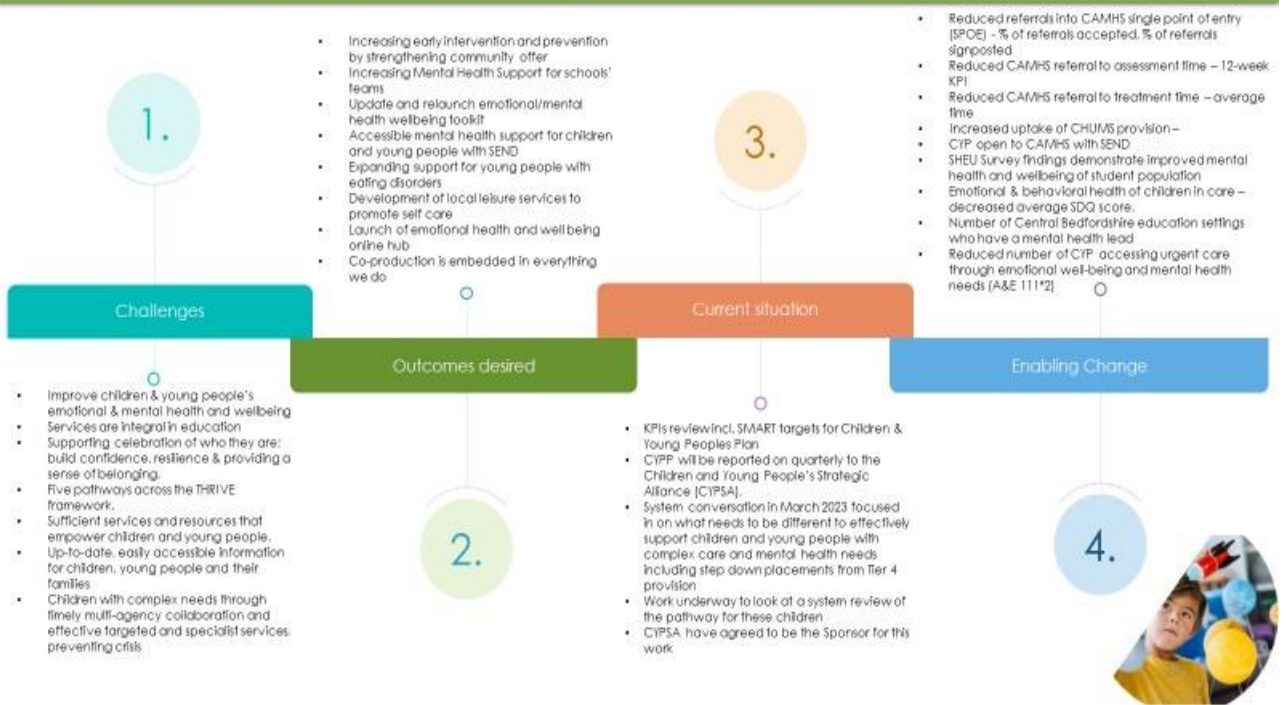 1.
Challenges
• Improve children & young people's
emotional & mental health and wellbeing
• Services are integral in education
• Supporting celebration of who they are;
build confidence, resilience & providing a
sense of belonging.
• Five pathways across the THRIVE
framework.
• Sufficient services and resources that
empower children and young people.
• Up-to-date, easily accessible information
for children, young people and their
families
• Children with complex needs through
timely multi-agency collaboration and
effective targeted and specialist services,
preventing crisis
• Increasing early intervention and prevention
by strengthening community offer
• Increasing Mental Health Support for schools'
teams
• Update and relaunch emotional/mental
health wellbeing toolkit
• Accessible mental health support for children
and young people with SEND
• Expanding support for young people with
eating disorders
• Development of local leisure services to
promote self care
• Launch of emotional health and well being
online hub
• Co-production is embedded in everything
we do
Outcomes desired
2.
3.
Current situation
• KPIs review incl. SMART targets for Children &
Young Peoples Plan
• CYPP will be reported on quarterly to the
Children and Young People's Strategic
Alliance (CYPSA).
• System conversation in March 2023 focused
in on what needs to be different to effectively
support children and young people with
complex care and mental health needs
including step down placements from Tier 4
provision
• Work underway to look at a system review of
the pathway for these children
• CYPSA have agreed to be the Sponsor for this
work
• Reduced referrals into CAMHS single point of entry
(SPOE) - % of referrals accepted, % of referrals
signposted
• Reduced CAMHS referral to assessment time – 12-week
KPI
• Reduced CAMHS referral to treatment time – average
time
• Increased uptake of CHUMS provision –
• CYP open to CAMHS with SEND
• SHEU Survey findings demonstrate improved mental
health and wellbeing of student population
• Emotional & behavioral health of children in care –
decreased average SDQ score.
• Number of Central Bedfordshire education settings
who have a mental health lead
• Reduced number of CYP accessing urgent care
through emotional well-being and mental health
needs (A&E 111*2)
Enabling Change
4.